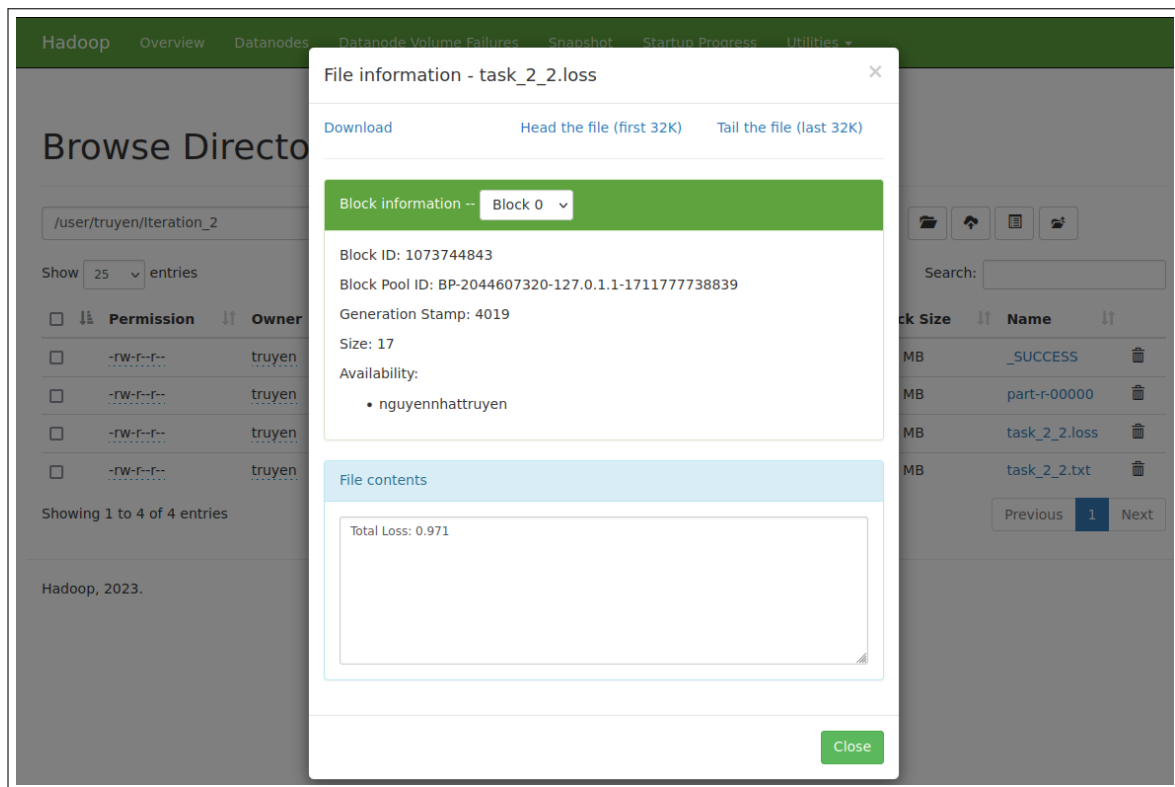 Hadoop Overview Datanodes Datanode Volume Failures Snapshot Startup Progress Utilities
File information - task_2_2.loss ×
Download Head the file (first 32K) Tail the file (last 32K)
Browse Directo
Block information -- Block 0
/user/truyen/Iteration_2
Block ID: 1073744843
Block Pool ID: BP-2044607320-127.0.1.1-1711777738839
Generation Stamp: 4019
Size: 17
Availability:
• nguyennhattruyen
Show 25 entries Search:
Permission Owner ck Size Name
-rw-r--r-- truyen MB _SUCCESS
-rw-r--r-- truyen MB part-r-00000
-rw-r--r-- truyen MB task_2_2.loss
-rw-r--r-- truyen MB task_2_2.txt
Showing 1 to 4 of 4 entries Previous 1 Next
File contents
Total Loss: 0.971
Hadoop, 2023.
Close